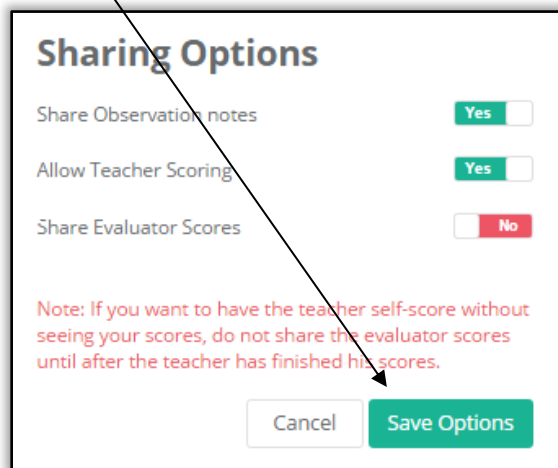 Sharing Options
Share Observation notes Yes
Allow Teacher Scoring Yes
Share Evaluator Scores No
Note: If you want to have the teacher self-score without
seeing your scores, do not share the evaluator scores
until after the teacher has finished his scores.
Cancel Save Options